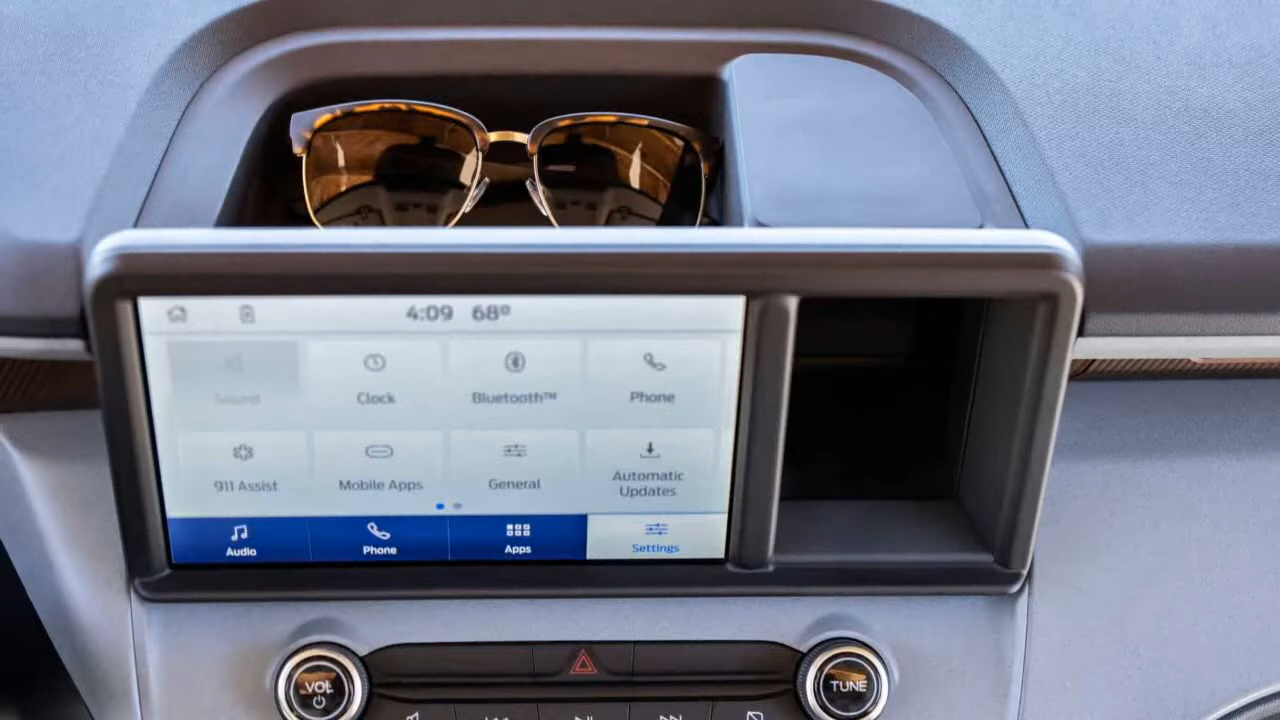 4:09 68°
Sound Clock Bluetooth™ Phone
911 Assist Mobile Apps General Automatic
Updates
Audio Phone Apps Settings
VOL TUNE